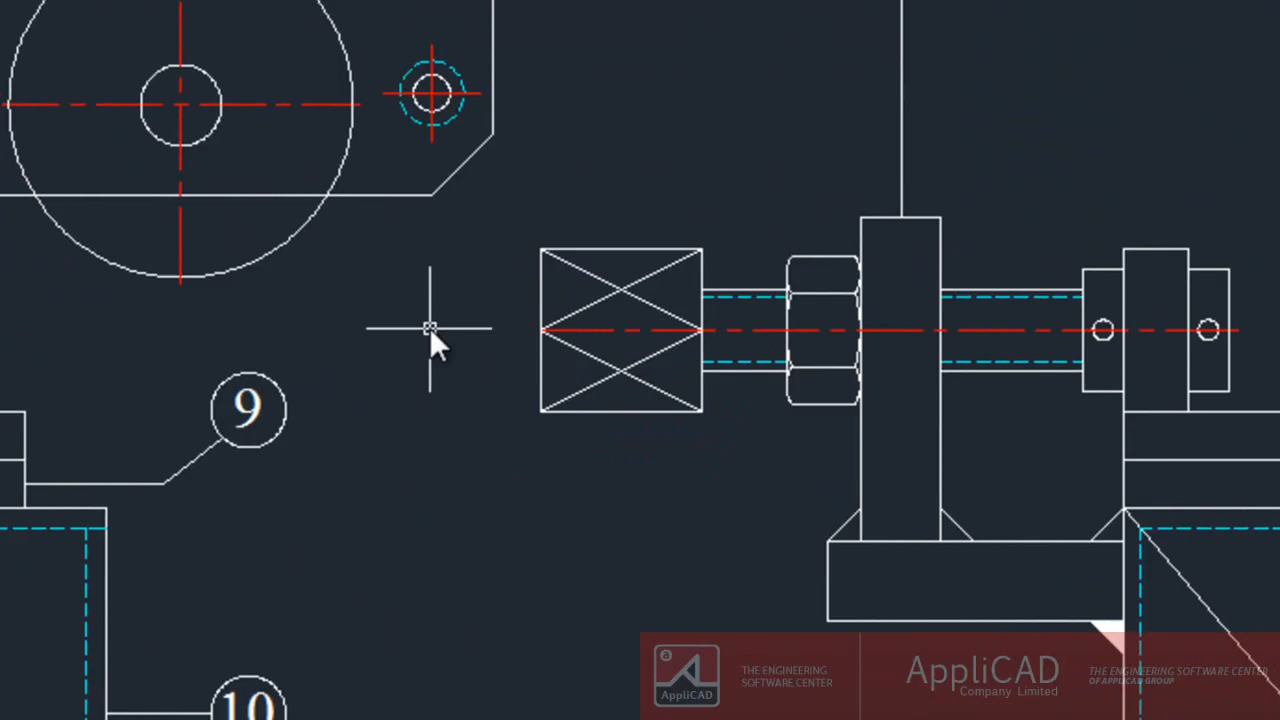 9
10
a
AppliCAD
THE ENGINEERING
SOFTWARE CENTER
AppliCAD
Company Limited
THE ENGINEERING SOFTWARE CENTER
OF APPLICAD GROUP